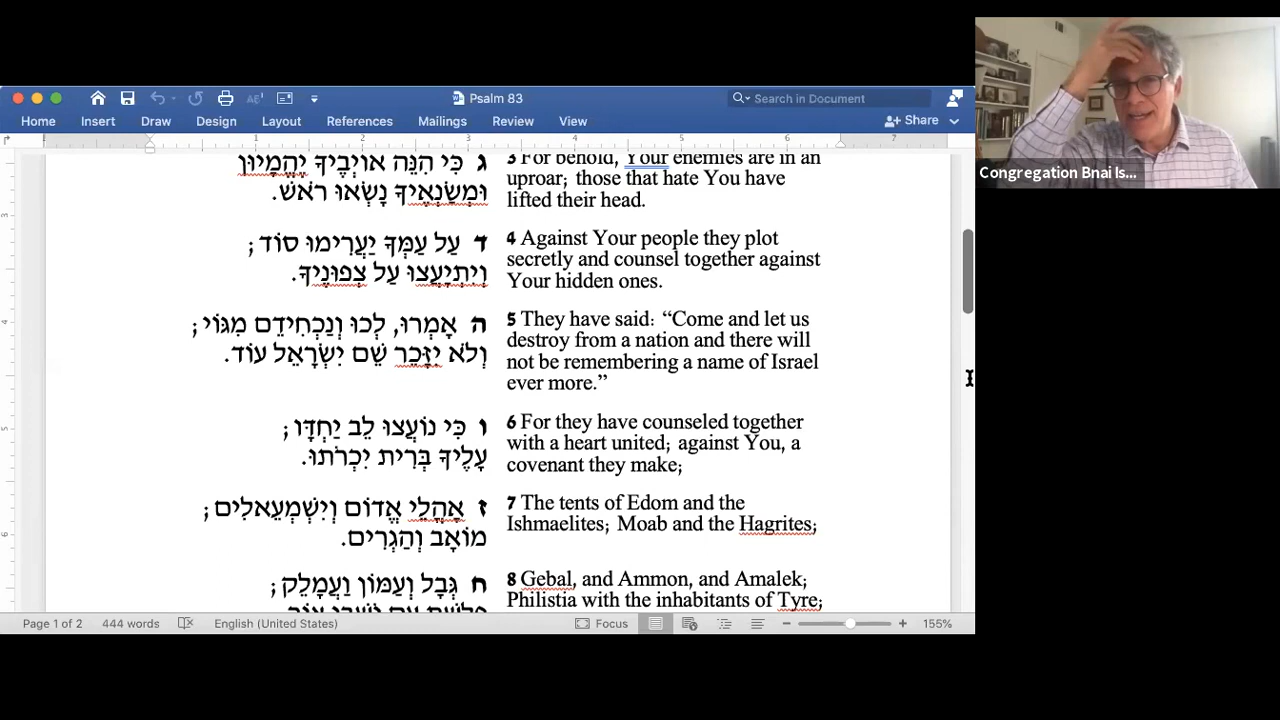 Psalm 83
Search in Document
Home Insert Draw Design Layout References Mailings Review View Share
1 2 3 4 5 6 7
ג כִּי הִנֵּה אוֹיְבֶיךָ יֶהֱמָיוּן
וּמְשַׂנְאֶיךָ נָשְׂאוּ רֹאשׁ.
3 For behold, Your enemies are in an
uproar; those that hate You have
lifted their head.
ד עַל עַמְּךָ יַעֲרִימוּ סוֹד;
וְיִתְיָעֲצוּ עַל צְפוּנֶיךָ.
4 Against Your people they plot
secretly and counsel together against
Your hidden ones.
ה אָמְרוּ, לְכוּ וְנַכְחִידֵם מִגּוֹי;
וְלֹא יִזָּכֵר שֵׁם יִשְׂרָאֵל עוֹד.
5 They have said: “Come and let us
destroy from a nation and there will
not be remembering a name of Israel
ever more.”
ו כִּי נוֹעֲצוּ לֵב יַחְדָּו;
עָלֶיךָ בְּרִית יִכְרֹתוּ.
6 For they have counseled together
with a heart united; against You, a
covenant they make;
ז אָהֳלֵי אֱדוֹם וְיִשְׁמְעֵאלִים;
מוֹאָב וְהַגְרִים.
7 The tents of Edom and the
Ishmaelites; Moab and the Hagrites;
ח גְּבָל וְעַמּוֹן וַעֲמָלֵק;
8 Gebal, and Ammon, and Amalek;
Philistia with the inhabitants of Tyre;
Page 1 of 2 444 words English (United States) Focus 155%
Congregation Bnai Is...